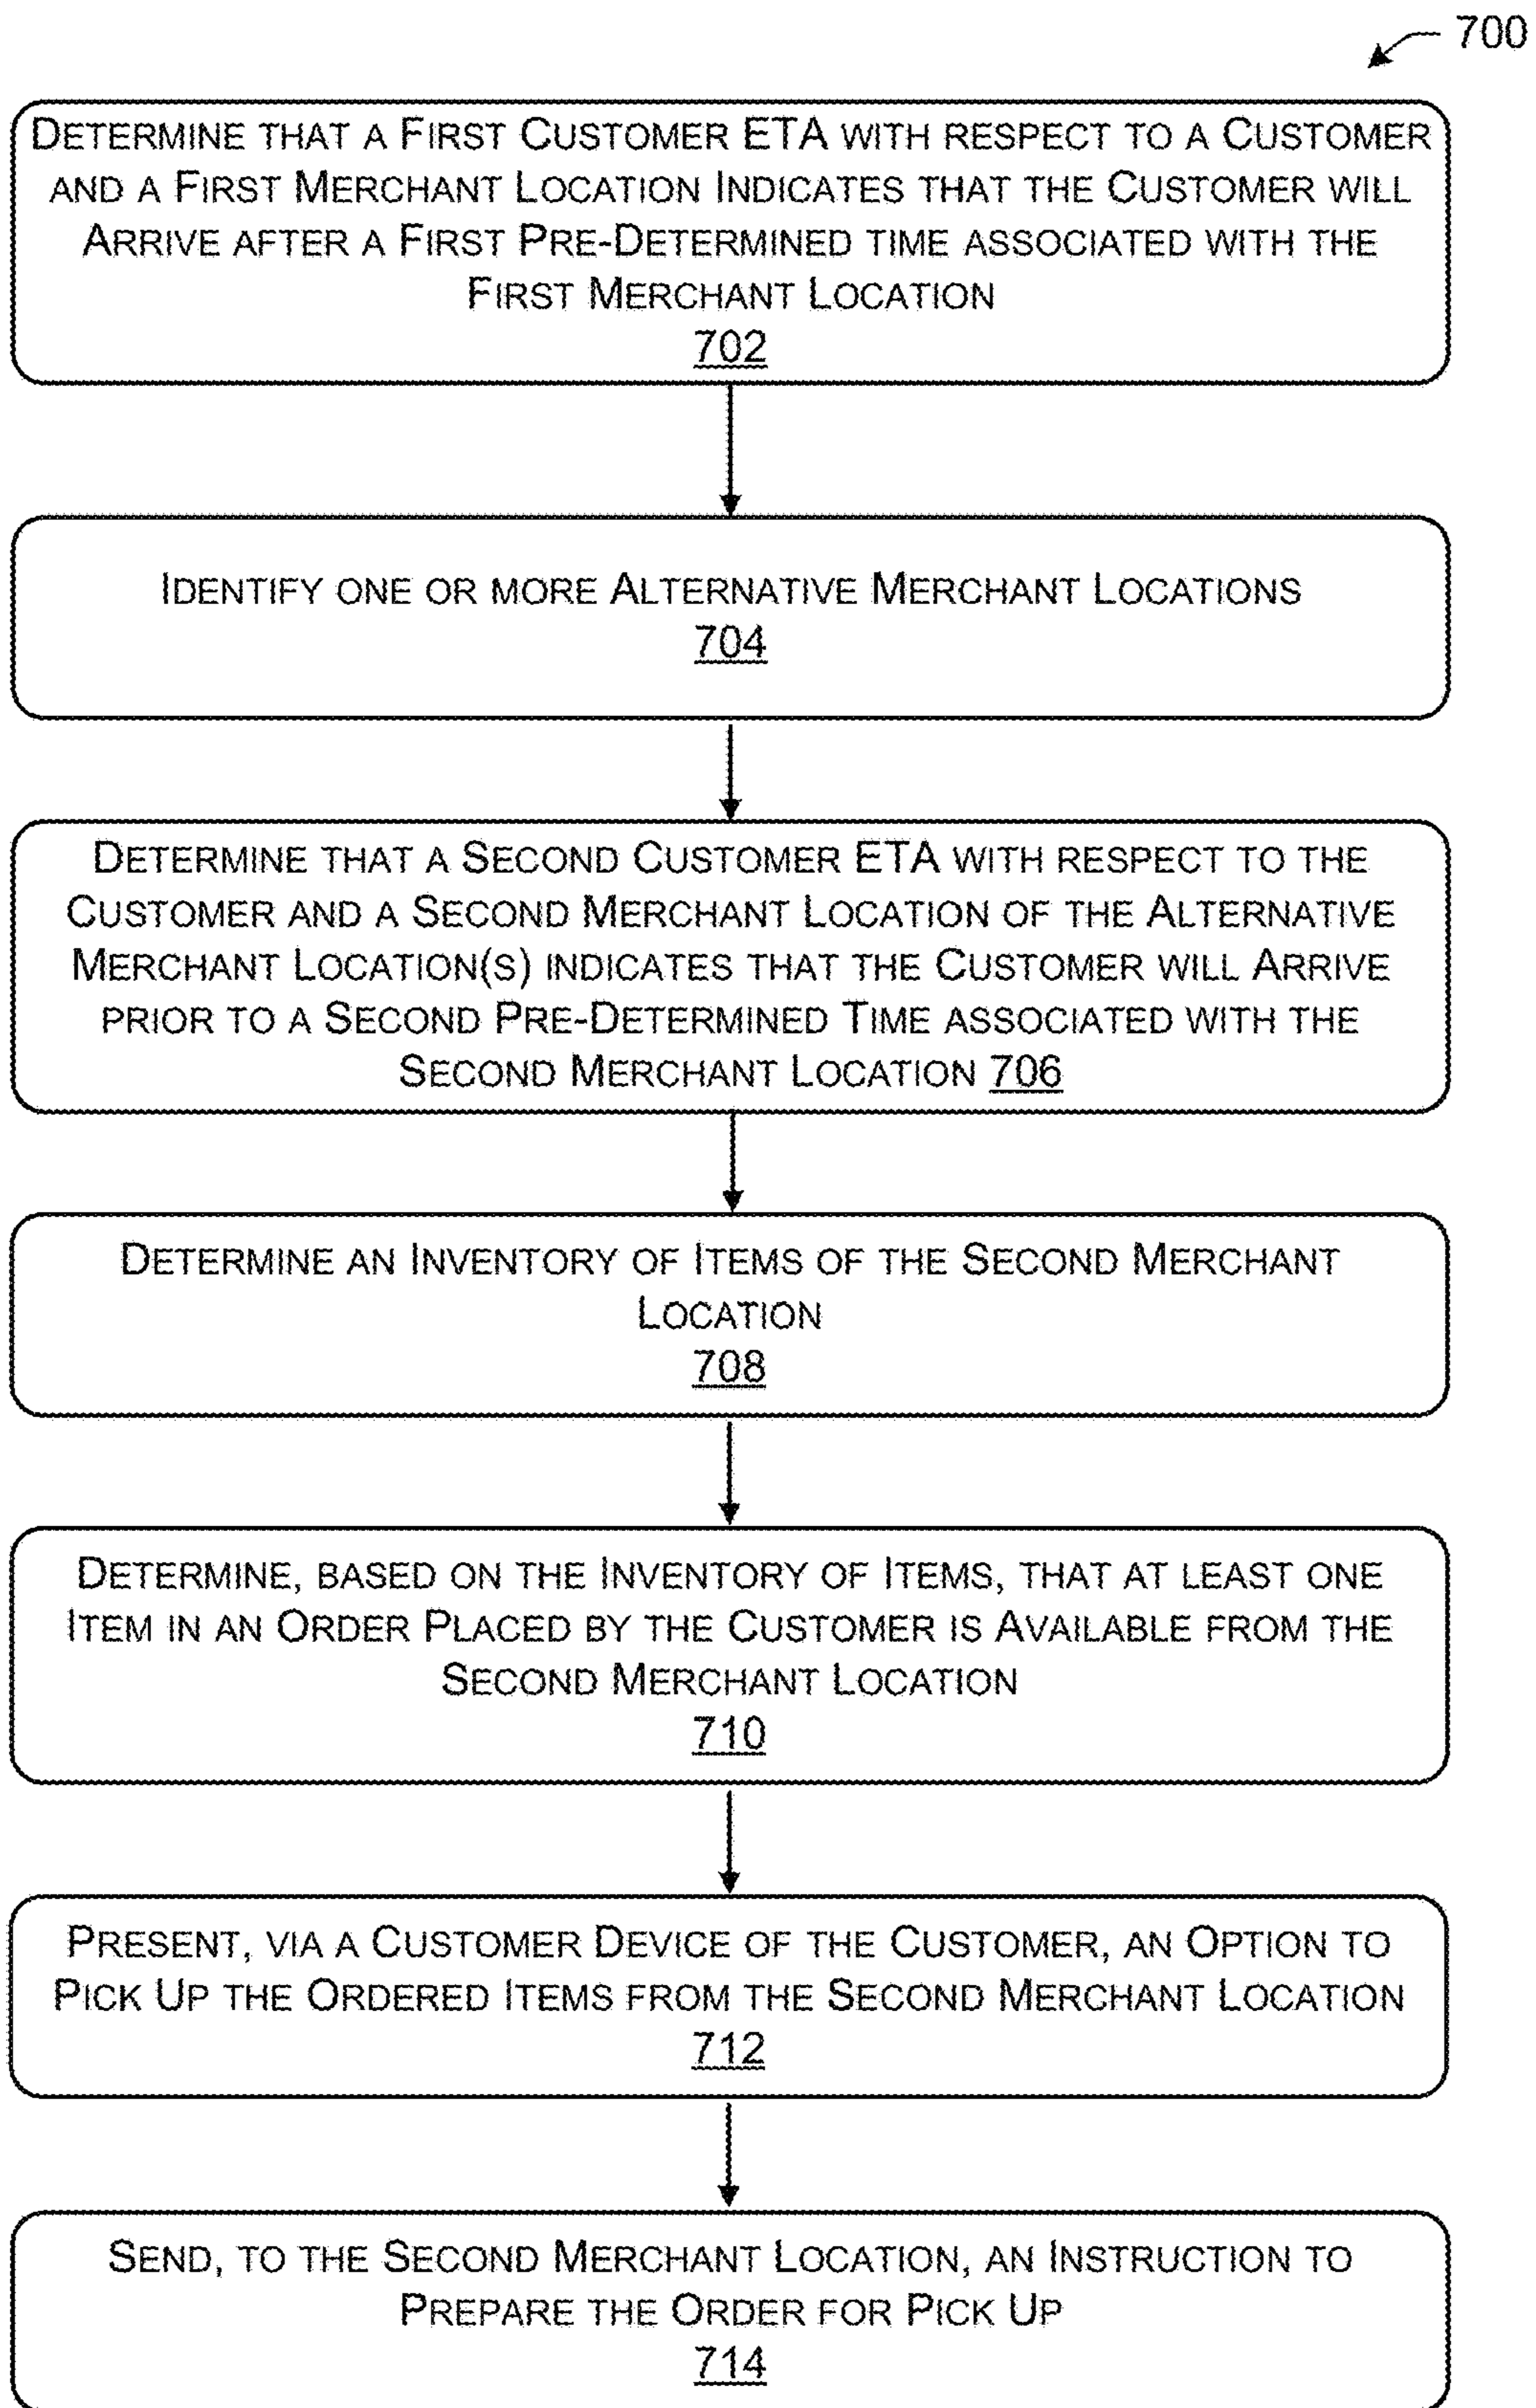 700
DETERMINE THAT A FIRST CUSTOMER ETA WITH RESPECT TO A CUSTOMER
AND A FIRST MERCHANT LOCATION INDICATES THAT THE CUSTOMER WILL
ARRIVE AFTER A FIRST PRE-DETERMINED TIME ASSOCIATED WITH THE
FIRST MERCHANT LOCATION
702
IDENTIFY ONE OR MORE ALTERNATIVE MERCHANT LOCATIONS
704
DETERMINE THAT A SECOND CUSTOMER ETA WITH RESPECT TO THE
CUSTOMER AND A SECOND MERCHANT LOCATION OF THE ALTERNATIVE
MERCHANT LOCATION(S) INDICATES THAT THE CUSTOMER WILL ARRIVE
PRIOR TO A SECOND PRE-DETERMINED TIME ASSOCIATED WITH THE
SECOND MERCHANT LOCATION 706
DETERMINE AN INVENTORY OF ITEMS OF THE SECOND MERCHANT
LOCATION
708
DETERMINE, BASED ON THE INVENTORY OF ITEMS, THAT AT LEAST ONE
ITEM IN AN ORDER PLACED BY THE CUSTOMER IS AVAILABLE FROM THE
SECOND MERCHANT LOCATION
710
PRESENT, VIA A CUSTOMER DEVICE OF THE CUSTOMER, AN OPTION TO
PICK UP THE ORDERED ITEMS FROM THE SECOND MERCHANT LOCATION
712
SEND, TO THE SECOND MERCHANT LOCATION, AN INSTRUCTION TO
PREPARE THE ORDER FOR PICK UP
714